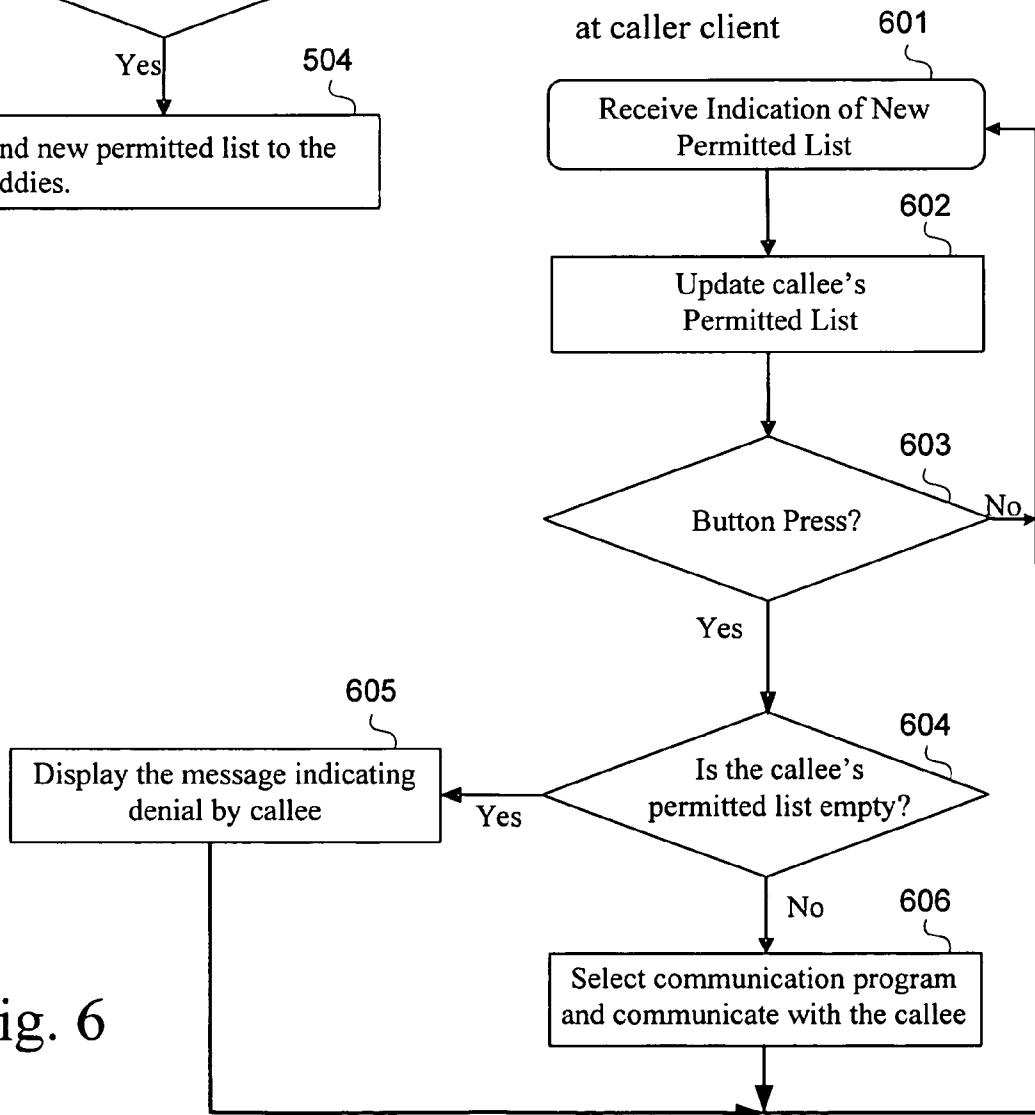 Yes
504
nd new permitted list to the
ddies.
at caller client
601
Receive Indication of New
Permitted List
602
Update callee's
Permitted List
603
Button Press?
No
Yes
604
Is the callee's
permitted list empty?
605
Display the message indicating
denial by callee
Yes
No
606
Select communication program
and communicate with the callee
ig. 6